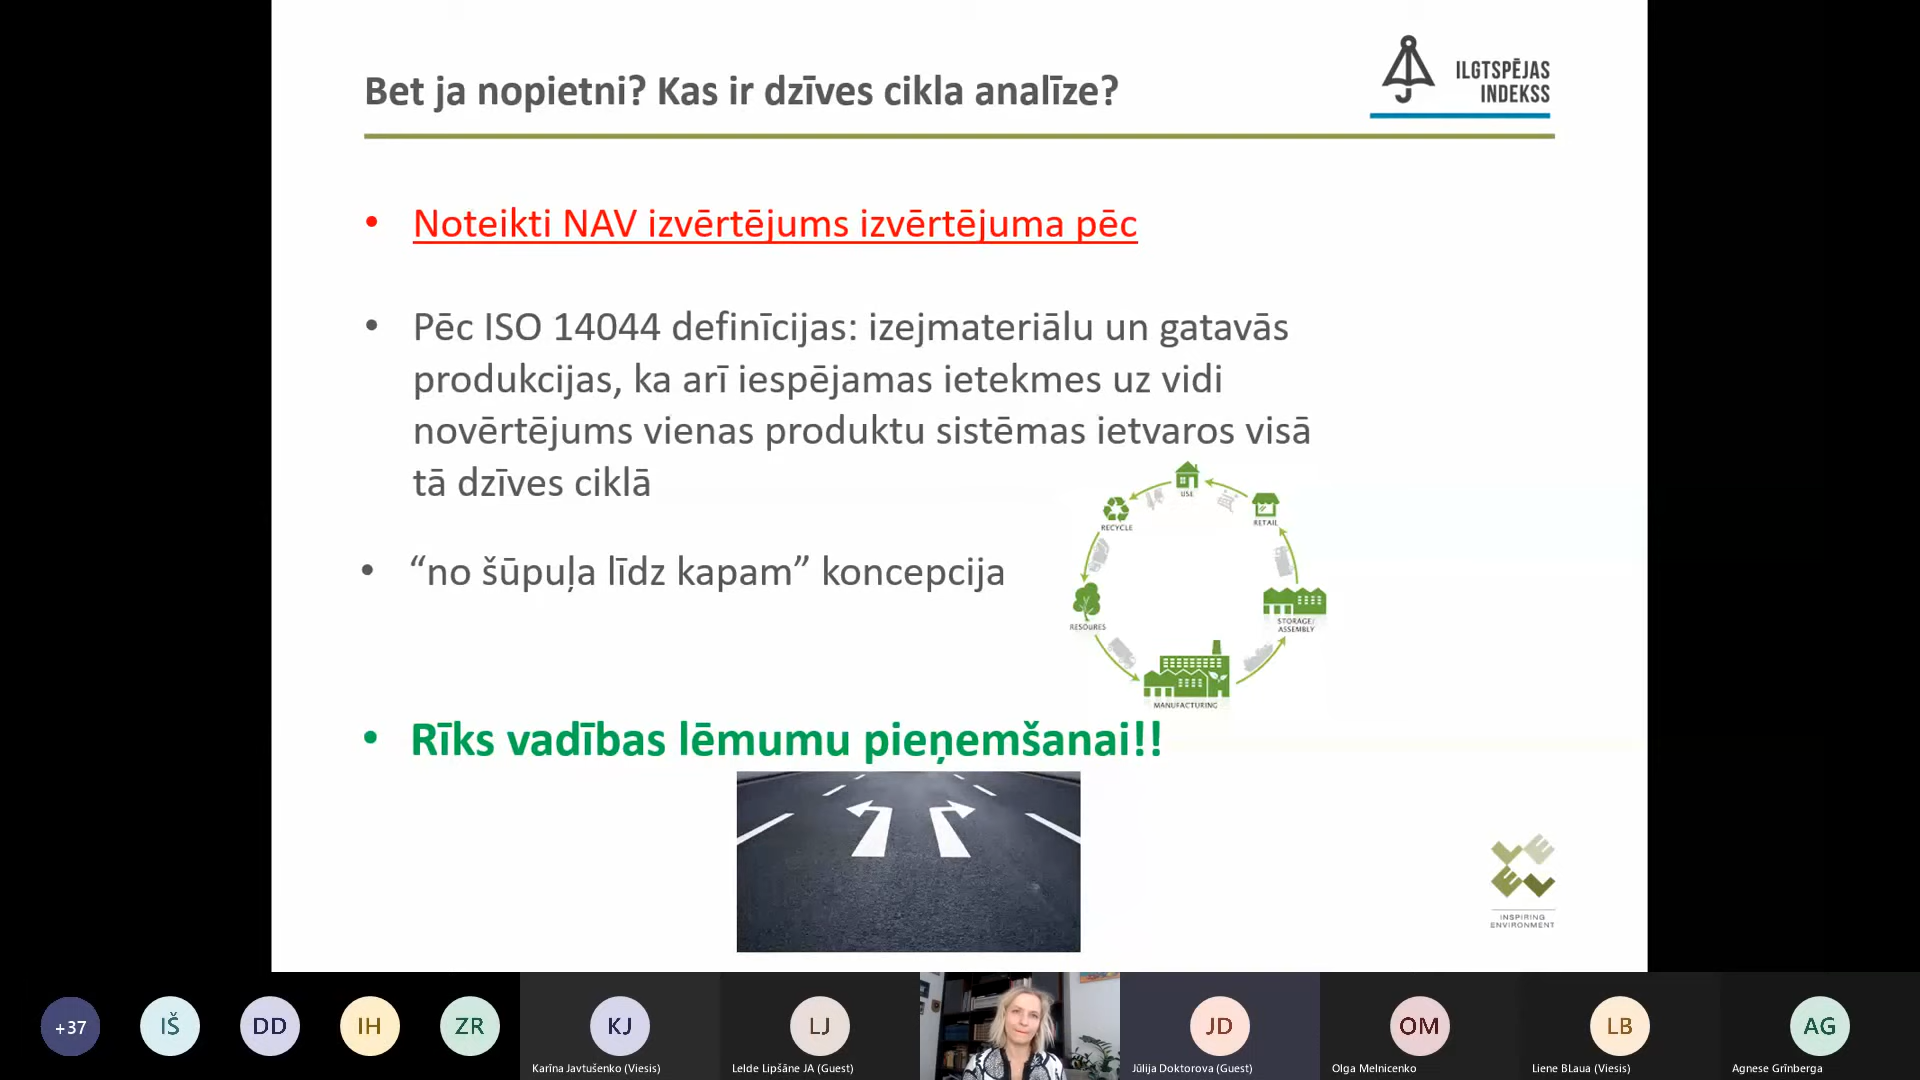 Bet ja nopietni? Kas ir dzīves cikla analīze?
ILGTSPĒJAS
INDEKSS
• Noteikti NAV izvērtējums izvērtējuma pēc
• Pēc ISO 14044 definīcijas: izejmateriālu un gatavās
produkcijas, ka arī iespējamas ietekmes uz vidi
novērtējums vienas produktu sistēmas ietvaros visā
tā dzīves ciklā
• “no šūpuļa līdz kapam” koncepcija
USE
RECYCLE
RETAIL
RESOURES
STORAGE/
ASSEMBLY
MANUFACTURING
• Rīks vadības lēmumu pieņemšanai!!
INSPIRING
ENVIRONMENT
+37
IŠ
DD
IH
ZR
KJ
LJ
JD
OM
LB
AG
Karīna Javtušenko (Viesis)
Lelde Lipšāne JA (Guest)
Jūlija Doktorova (Guest)
Olga Melnicenko
Liene BLaua (Viesis)
Agnese Grīnberga